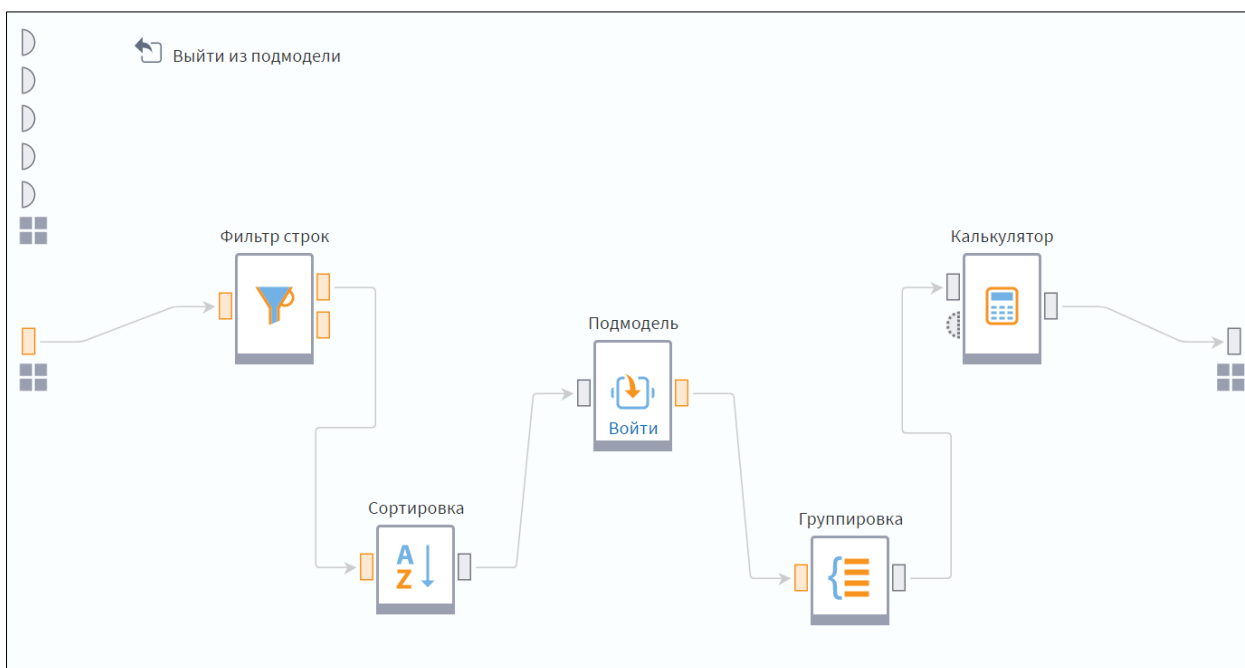 Выйти из подмодели
Фильтр строк
Калькулятор
Подмодель
Войти
Сортировка
A
Z
Группировка